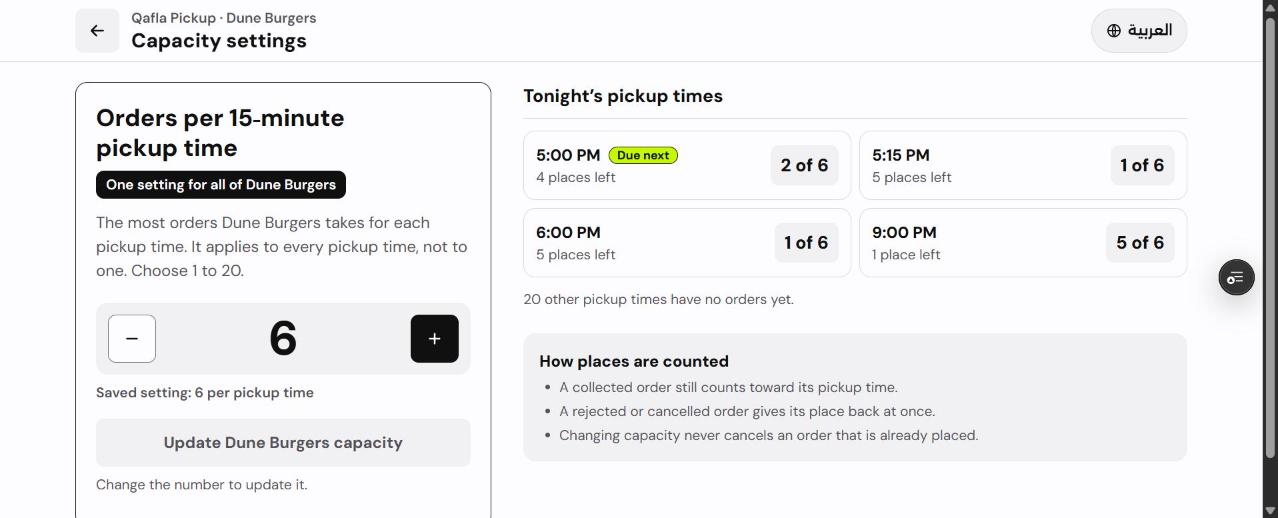 Qafla Pickup · Dune Burgers
Capacity settings
العربية
Orders per 15-minute
pickup time
One setting for all of Dune Burgers
The most orders Dune Burgers takes for each
pickup time. It applies to every pickup time, not to
one. Choose 1 to 20.
−
6
+
Saved setting: 6 per pickup time
Update Dune Burgers capacity
Change the number to update it.
Tonight’s pickup times
5:00 PM Due next
4 places left
2 of 6
5:15 PM
5 places left
1 of 6
6:00 PM
5 places left
1 of 6
9:00 PM
1 place left
5 of 6
20 other pickup times have no orders yet.
How places are counted
• A collected order still counts toward its pickup time.
• A rejected or cancelled order gives its place back at once.
• Changing capacity never cancels an order that is already placed.